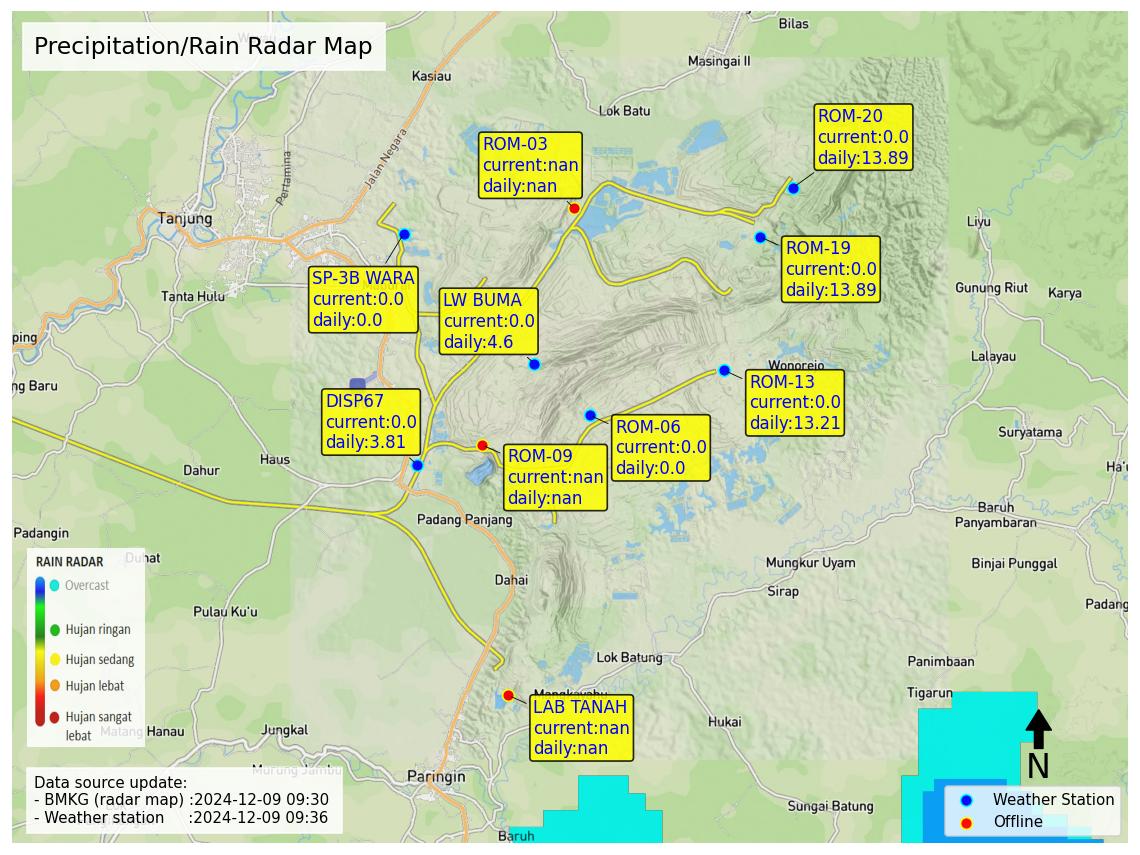 Precipitation/Rain Radar Map
Bilas
Masingai II
Kasiau
Lok Batu
Jalan Negara
Pertamina
Tanjung
Tanta Hulu
ROM-03
current:nan
daily:nan
ROM-20
current:0.0
daily:13.89
ROM-19
current:0.0
daily:13.89
SP-3B WARA
current:0.0
daily:0.0
LW BUMA
current:0.0
daily:4.6
Liyu
Gunung Riut
Karya
Lalayau
ping
ng Baru
Wonorejo
ROM-13
current:0.0
daily:13.21
DISP67
current:0.0
daily:3.81
ROM-06
current:0.0
daily:0.0
ROM-09
current:nan
daily:nan
Suryatama
Haus
Dahur
Baruh
Panyambaran
Padang Panjang
Padangin
Duhat
Binjai Punggal
Mungkur Uyam
Sirap
Dahai
Padang
Pulau Ku'u
RAIN RADAR
Overcast
Hujan ringan
Hujan sedang
Hujan lebat
Hujan sangat
lebat
Lok Batung
Panimbaan
Tigarun
Mangkayahu
LAB TANAH
current:nan
daily:nan
Matang Hanau
Jungkal
Hukai
Murung Jambu
Paringin
Sungai Batung
Baruh
N
Data source update:
- BMKG (radar map) :2024-12-09 09:30
- Weather station :2024-12-09 09:36
Weather Station
Offline